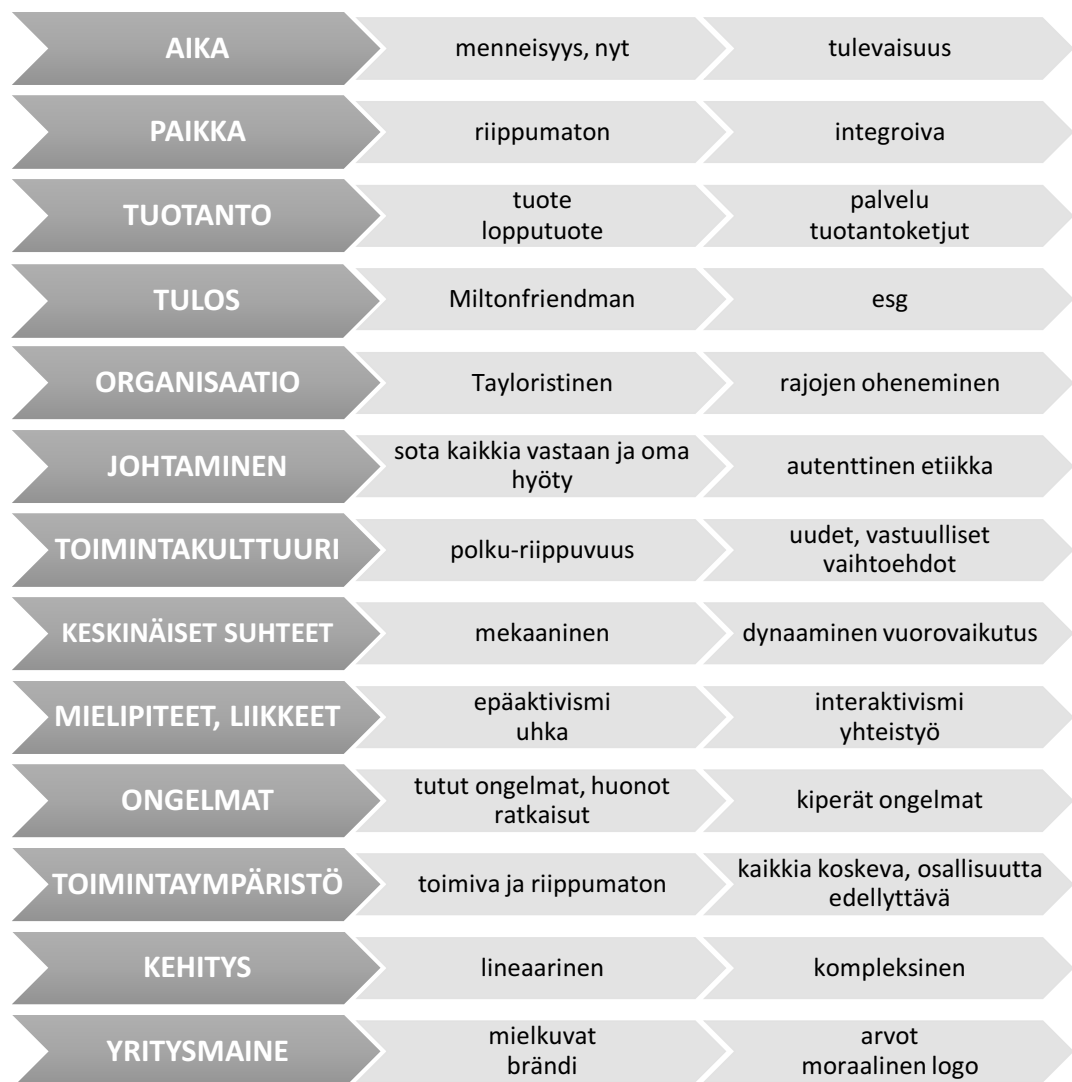 AIKA
menneisyys, nyt
tulevaisuus
PAIKKA
riippumaton
integroiva
TUOTANTO
tuote
lopputuote
palvelu
tuotantoketjut
TULOS
Miltonfriendman
esg
ORGANISAATIO
Tayloristinen
rajojen oheneminen
JOHTAMINEN
sota kaikkia vastaan ja oma
hyöty
autenttinen etiikka
TOIMINTAKULTTUURI
polku-riippuvuus
uudet, vastuulliset
vaihtoehdot
KESKINÄISET SUHTEET
mekaaninen
dynaaminen vuorovaikutus
MIELIPITEET, LIIKKEET
epäaktivismi
uhka
interaktivismi
yhteistyö
ONGELMAT
tutut ongelmat, huonot
ratkaisut
kiperät ongelmat
TOIMINTAYMPÄRISTÖ
toimiva ja riippumaton
kaikkia koskeva, osallisuutta
edellyttävä
KEHITYS
lineaarinen
kompleksinen
YRITYSMAINE
mielkuvat
brändi
arvot
moraalinen logo